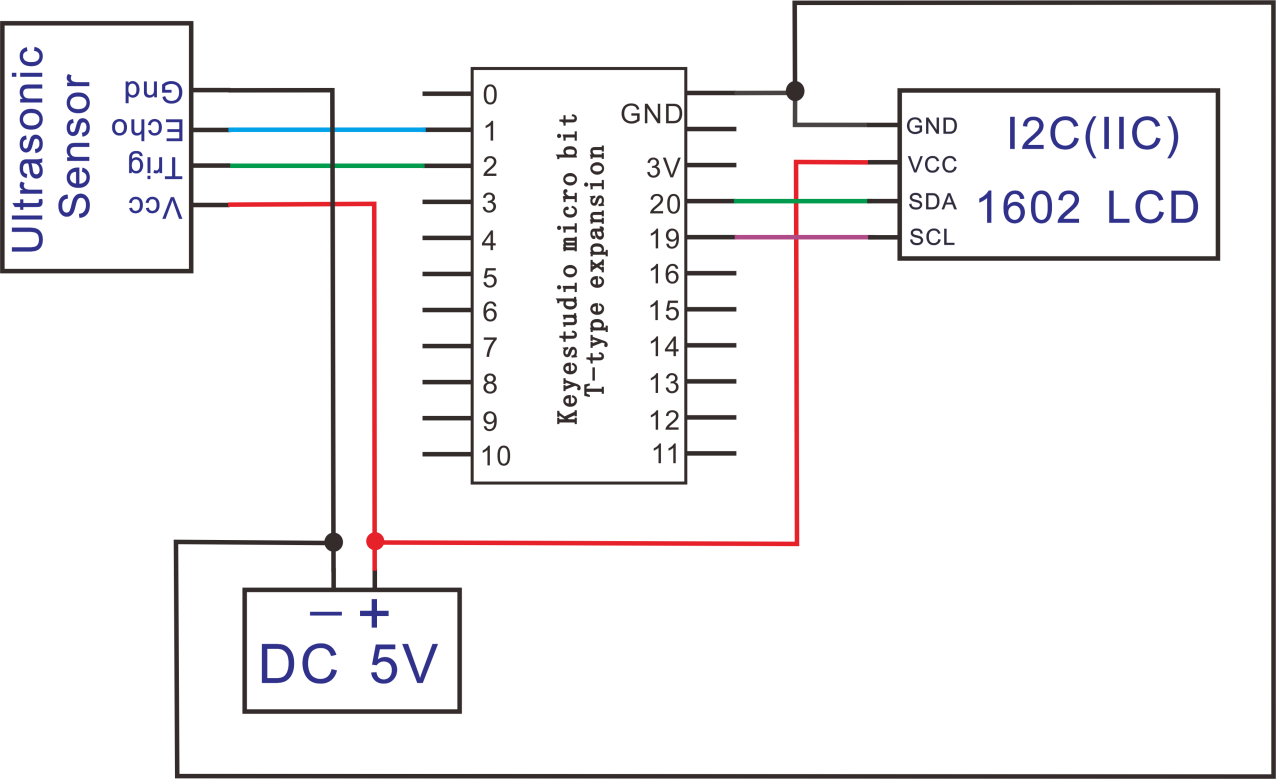 Ultrasonic
Sensor
Gnd
Echo
Trig
Vcc
0
1
2
3
4
5
6
7
8
9
10
Keyestudio micro bit
T-type expansion
GND
3V
20
19
16
15
14
13
12
11
GND
VCC
SDA
SCL
I2C(IIC)
1602 LCD
− +
DC 5V